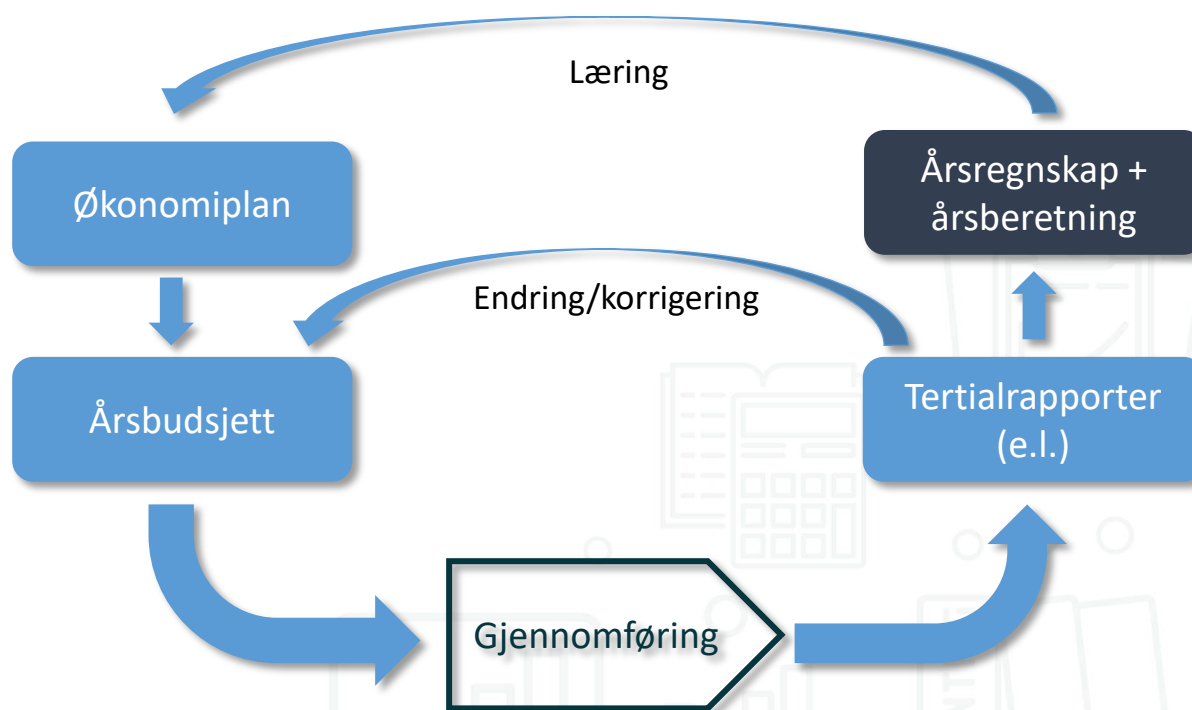 Læring
Økonomiplan
Årsregnskap +
årsberetning
Endring/korrigering
Årsbudsjett
Tertialrapporter
(e.l.)
Gjennomføring